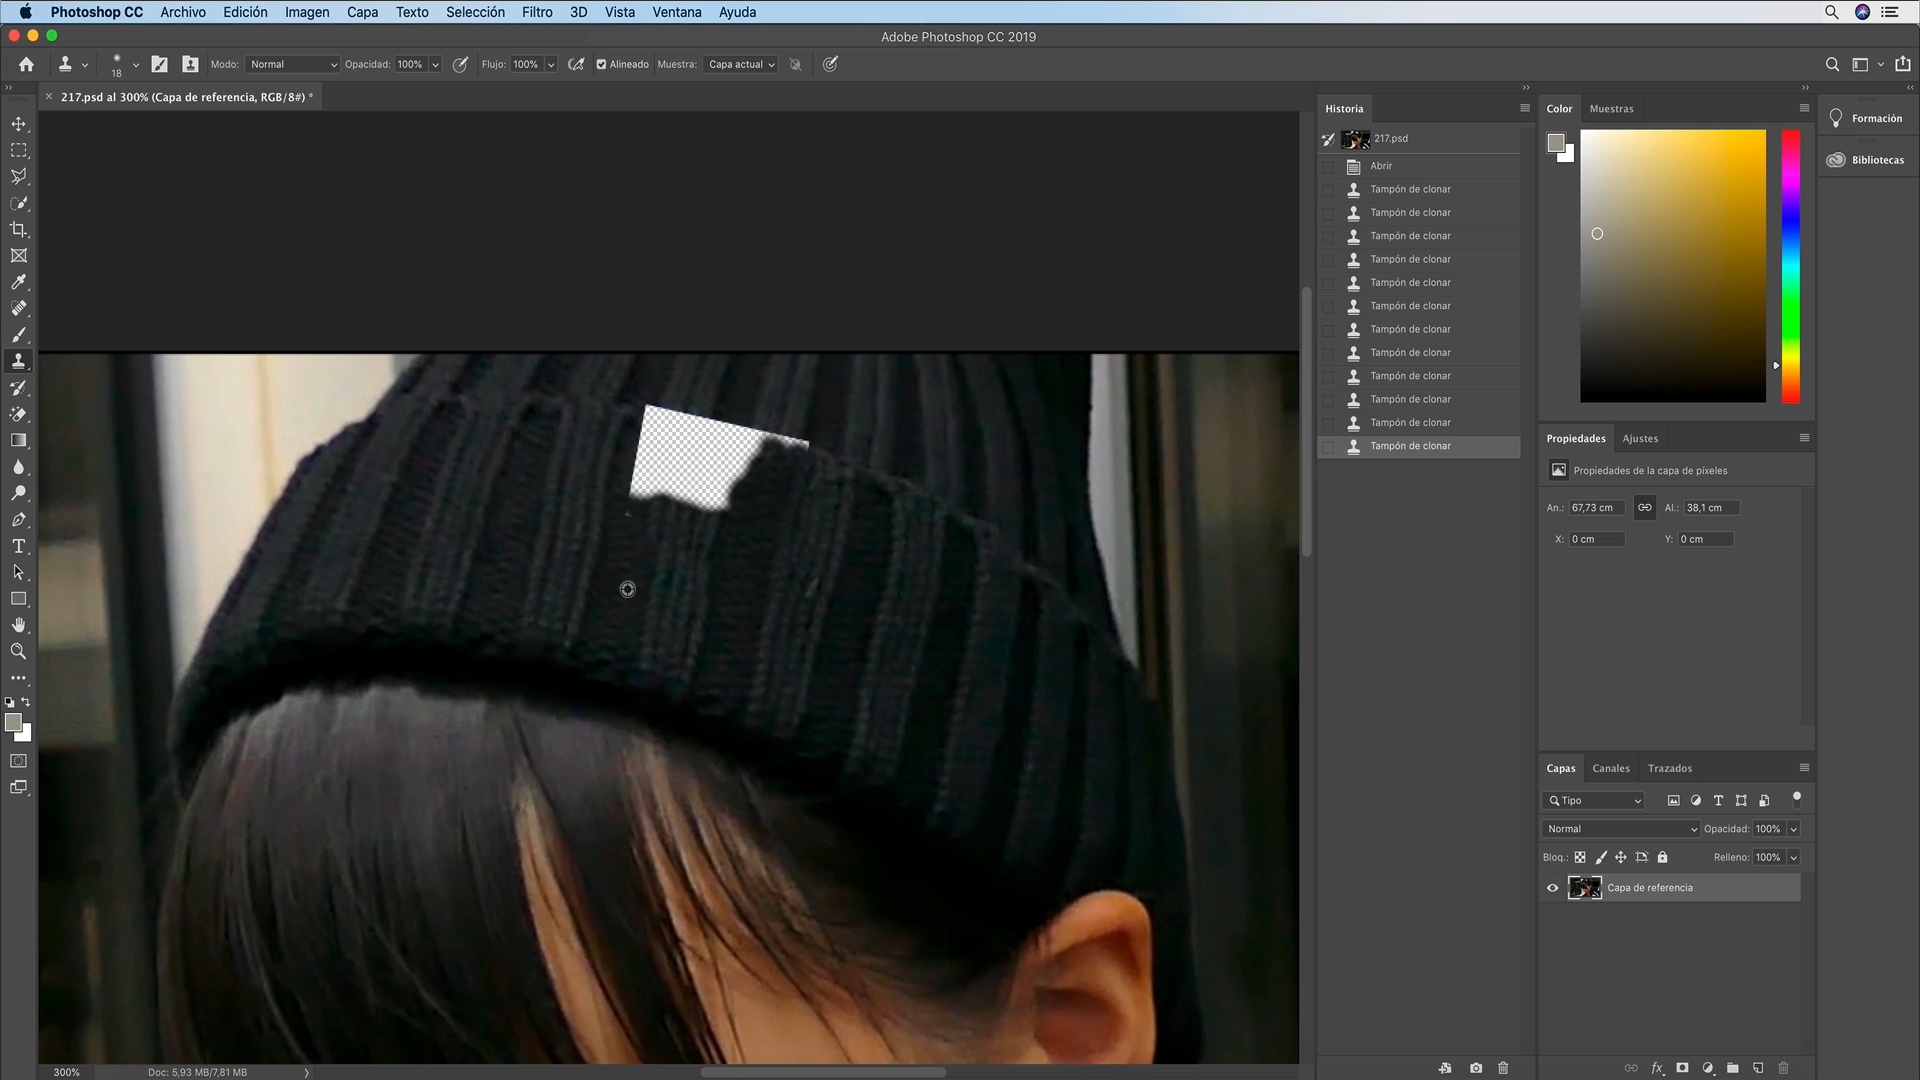 Photoshop CC Archivo Edición Imagen Capa Texto Selección Filtro 3D Vista Ventana Ayuda
Adobe Photoshop CC 2019
18 Modo: Normal Opacidad: 100% Flujo: 100% Alineado Muestra: Capa actual
217.psd al 300% (Capa de referencia, RGB/8#) *
Historia
217.psd
Abrir
Tampón de clonar
Tampón de clonar
Tampón de clonar
Tampón de clonar
Tampón de clonar
Tampón de clonar
Tampón de clonar
Tampón de clonar
Tampón de clonar
Tampón de clonar
Tampón de clonar
Tampón de clonar
Color Muestras
Propiedades Ajustes
Propiedades de la capa de píxeles
An.: 67,73 cm Al.: 38,1 cm
X: 0 cm Y: 0 cm
Capas Canales Trazados
Tipo
Normal Opacidad: 100%
Bloq.: Relleno: 100%
Capa de referencia
Formación
Bibliotecas
300% Doc: 5,93 MB/7,81 MB